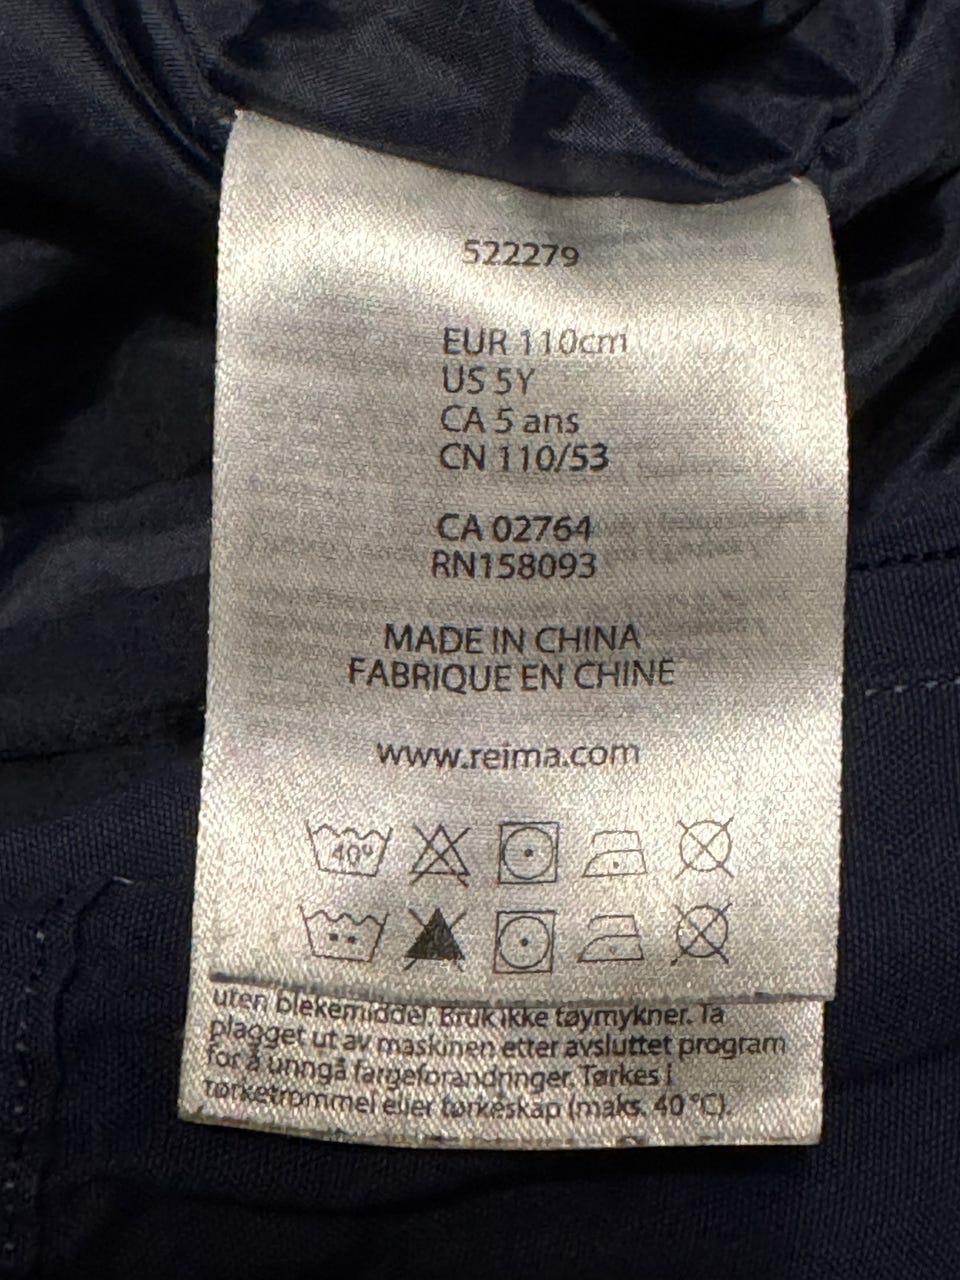 522279
EUR 110cm
US 5Y
CA 5 ans
CN 110/53
CA 02764
RN158093
MADE IN CHINA
FABRIQUE EN CHINE
www.reima.com
40°
uten blekemiddel. Bruk ikke tøymykner. Ta
plagget ut av maskinen etter avsluttet program
for å unngå fargeforandringer. Tørkes i
tørketrommel eller tørkeskap (maks. 40 °C).